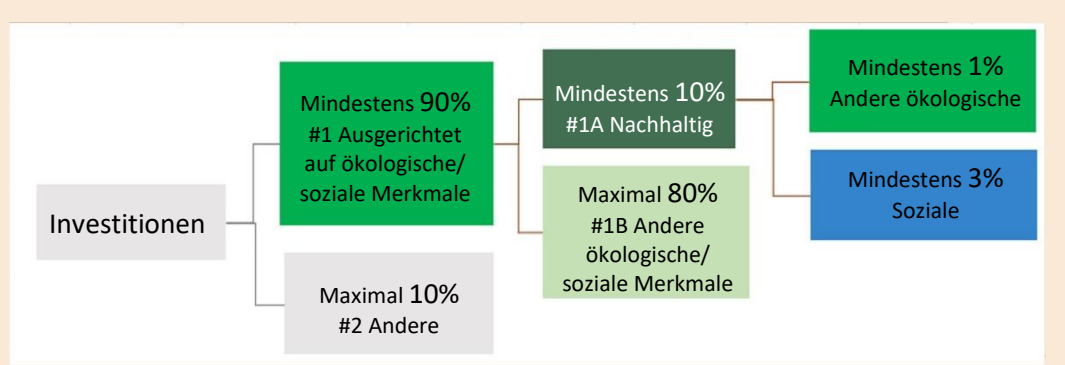 Investitionen
Mindestens 90%
#1 Ausgerichtet
auf ökologische/
soziale Merkmale
Maximal 10%
#2 Andere
Mindestens 10%
#1A Nachhaltig
Maximal 80%
#1B Andere
ökologische/
soziale Merkmale
Mindestens 1%
Andere ökologische
Mindestens 3%
Soziale